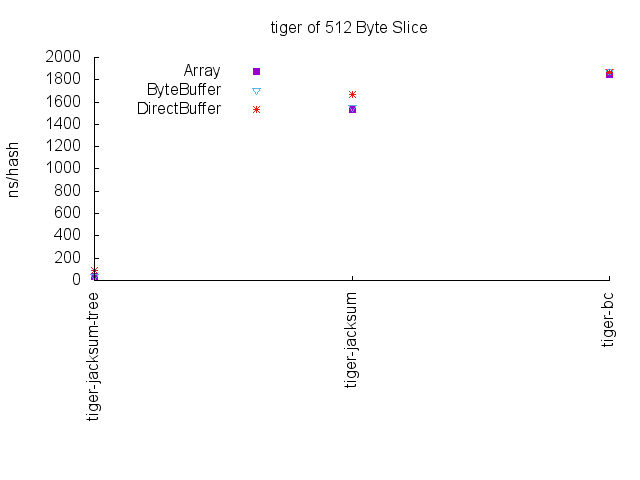 tiger of 512 Byte Slice
ns/hash
2000
1800
1600
1400
1200
1000
800
600
400
200
0
Array
ByteBuffer
DirectBuffer
tiger-jacksum-tree
tiger-jacksum
tiger-bc